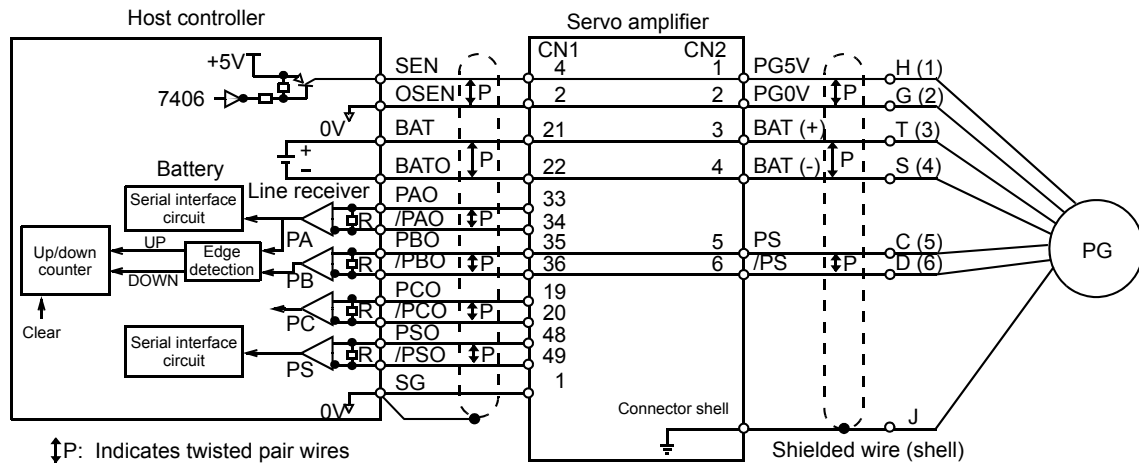 Host controller
Servo amplifier
CN1
CN2
+5V
7406
0V
SEN
OSEN
BAT
BATO
PAO
/PAO
PBO
/PBO
PCO
/PCO
PSO
/PSO
SG
P
P
P
P
P
P
4
2
21
22
33
34
35
36
19
20
48
49
1
1
2
3
4
5
6
PG5V
PG0V
BAT (+)
BAT (-)
PS
/PS
P
P
P
H (1)
G (2)
T (3)
S (4)
C (5)
D (6)
J
PG
+
–
Battery
Line receiver
Serial interface
circuit
PA
R
Up/down
counter
UP
DOWN
Edge
detection
PB
R
Clear
PC
R
Serial interface
circuit
PS
R
0V
Connector shell
Shielded wire (shell)
P: Indicates twisted pair wires